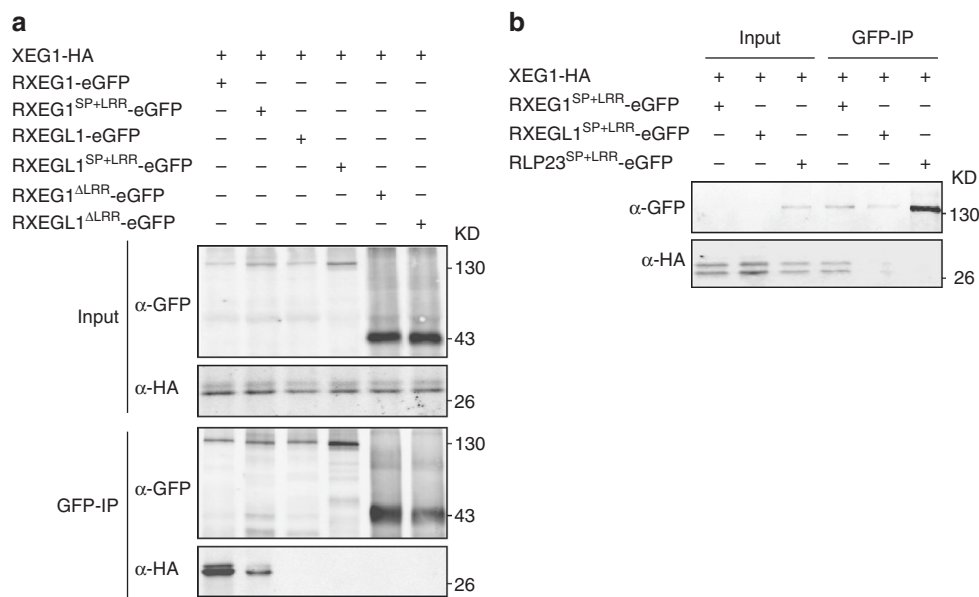 a
XEG1-HA + + + + + +
RXEG1-eGFP + – – – – –
RXEG1SP+LRR-eGFP – + – – – –
RXEGL1-eGFP – – + – – –
RXEGL1SP+LRR-eGFP – – – + – –
RXEG1ΔLRR-eGFP – – – – + –
RXEGL1ΔLRR-eGFP – – – – – +
KD
Input
α-GFP
130
43
α-HA
26
GFP-IP
α-GFP
130
43
α-HA
26
b
Input GFP-IP
XEG1-HA + + + + + +
RXEG1SP+LRR-eGFP + – – + – –
RXEGL1SP+LRR-eGFP – + – – + –
RLP23SP+LRR-eGFP – – + – – +
KD
α-GFP
130
α-HA
26